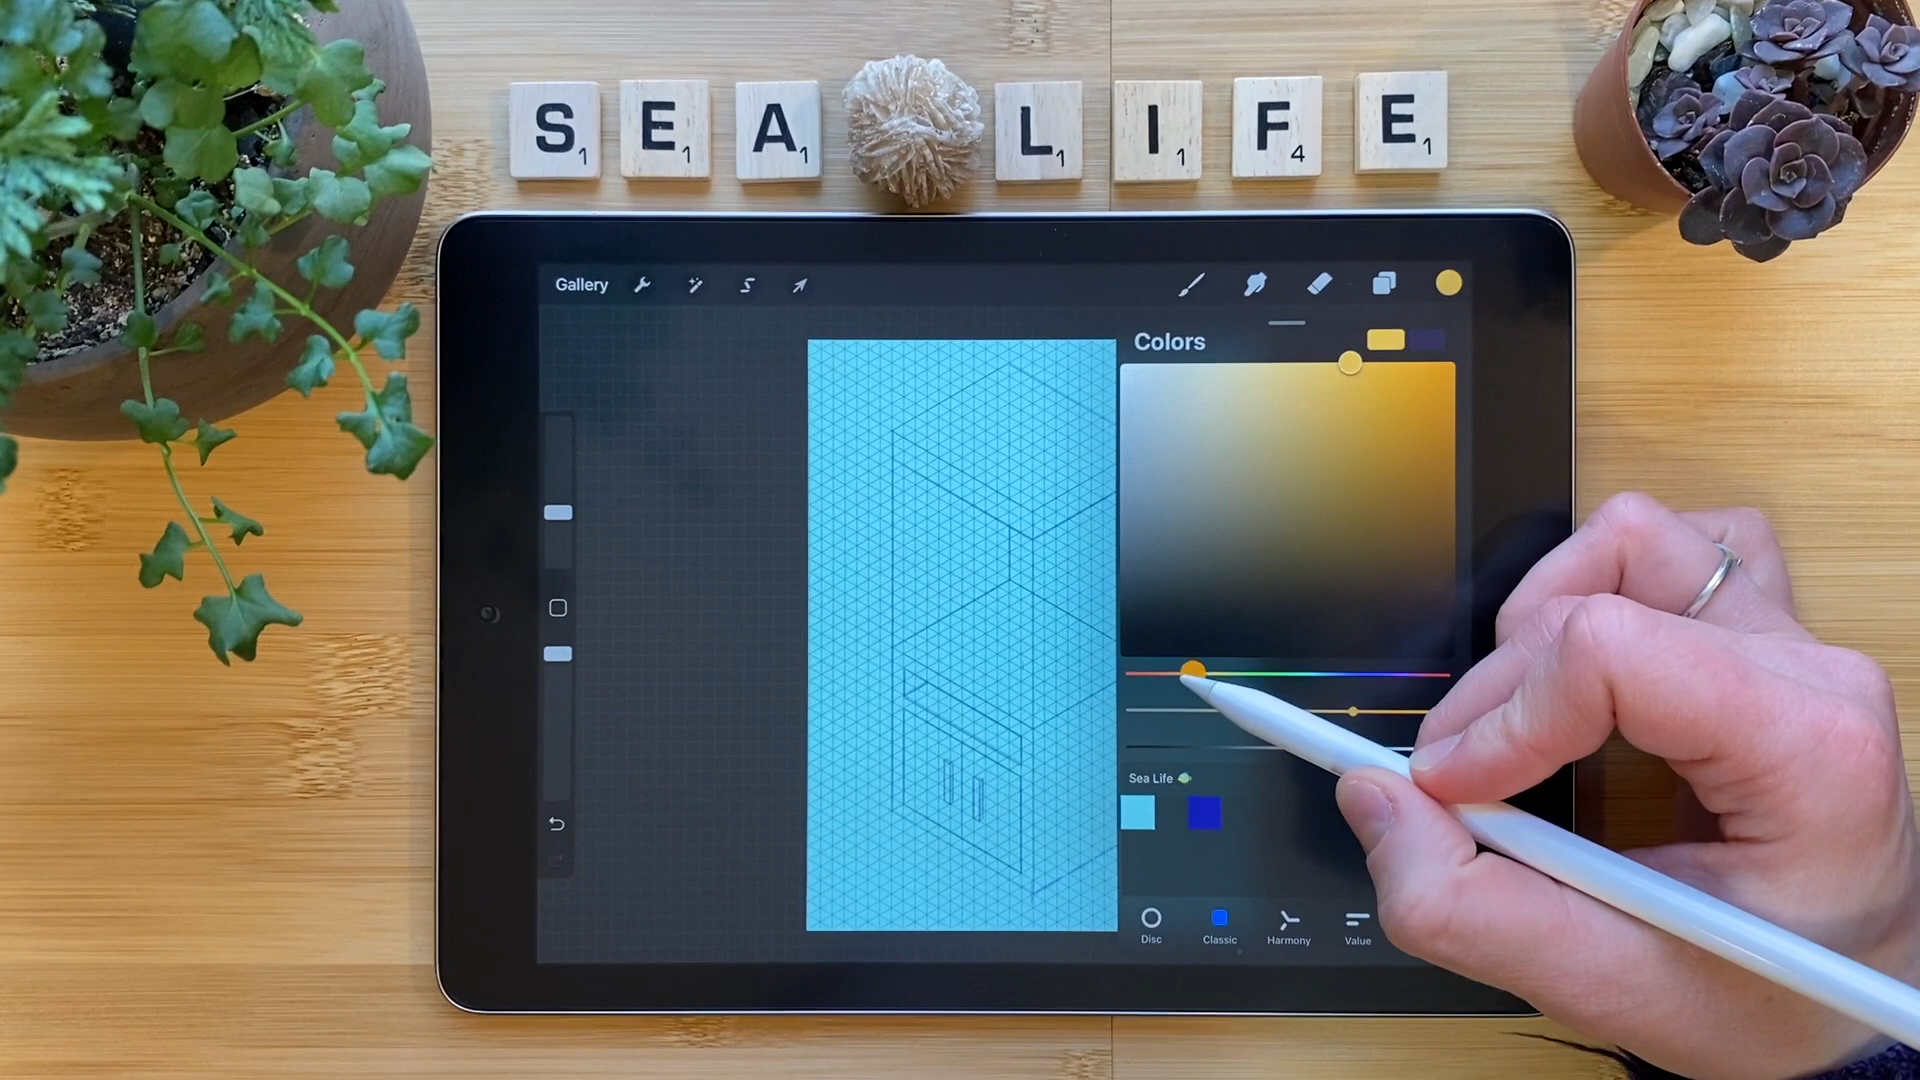 S1 E1 A1 L1 I1 F4 E1
Gallery
Colors
Sea Life
Disc Classic Harmony Value